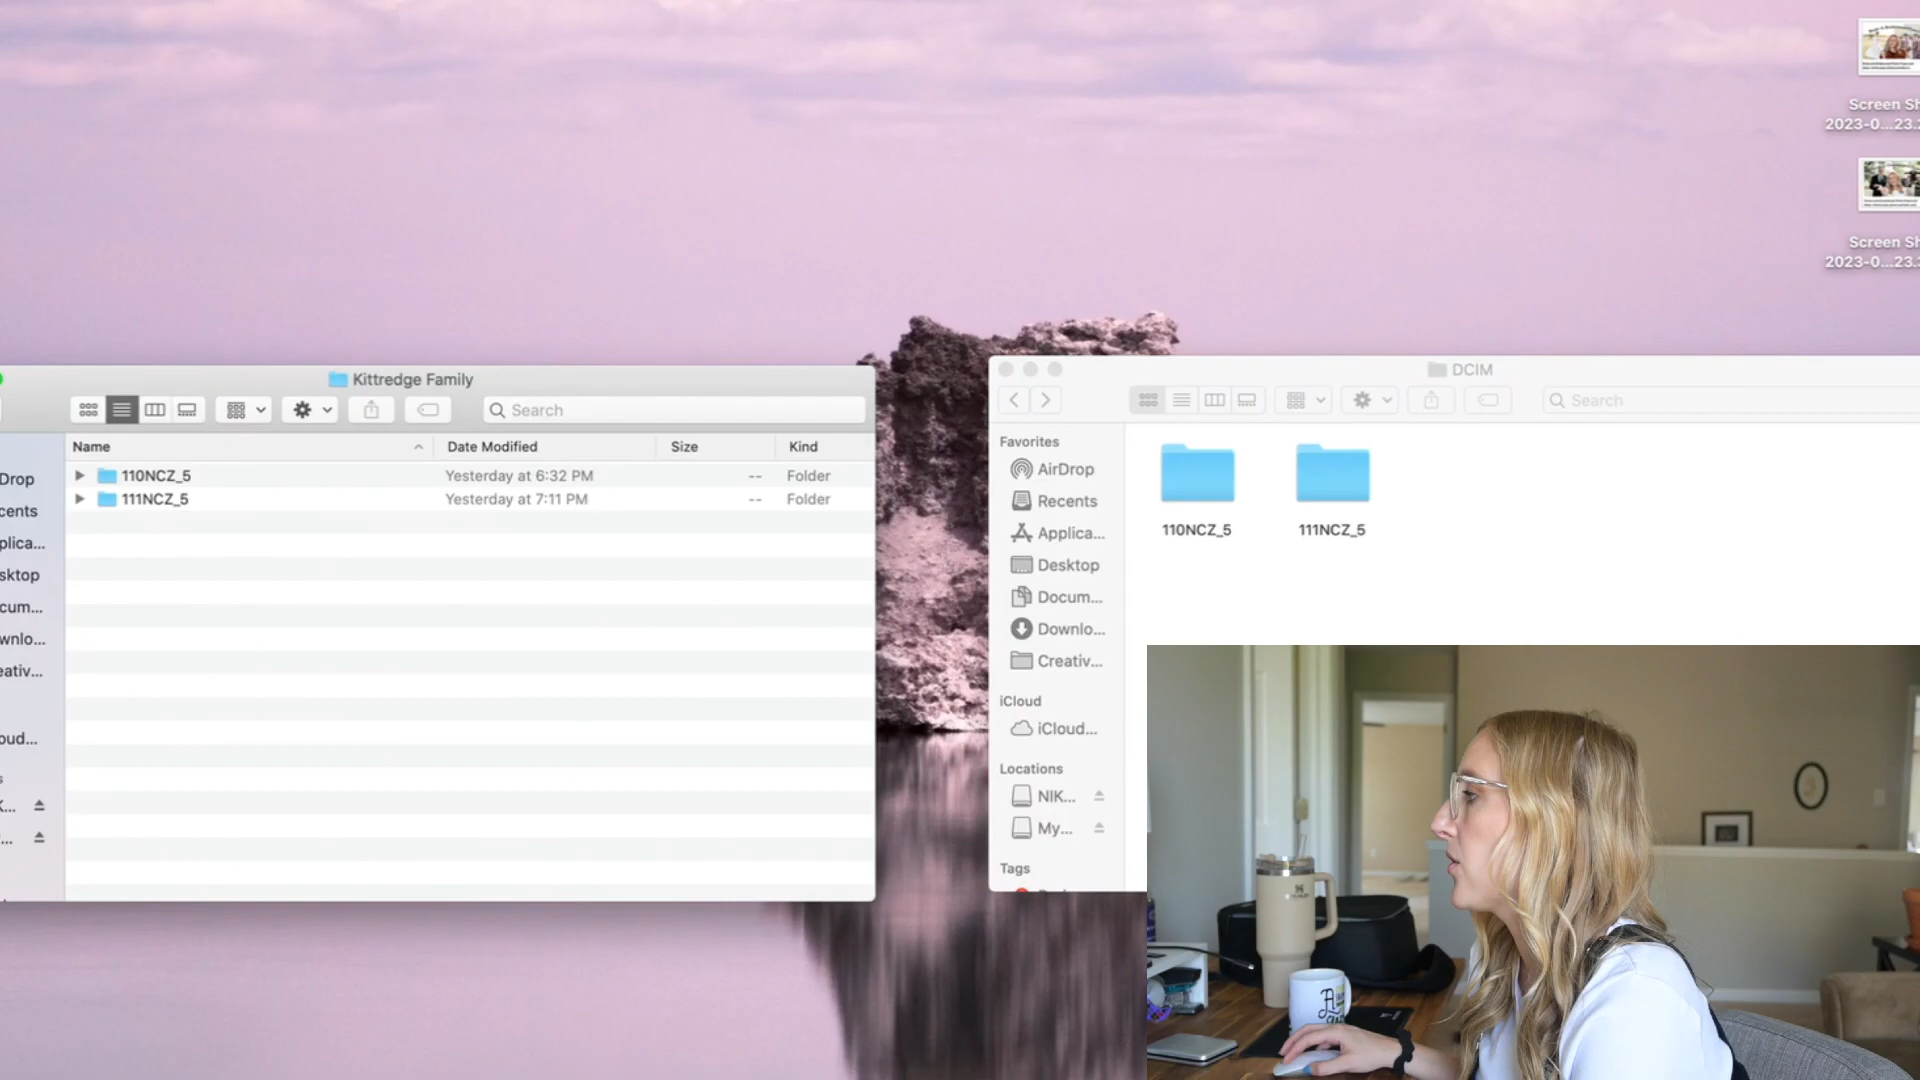 Screen Sh
2023-0...23.
Screen Sh
2023-0...23.
Kittredge Family
Search
Name Date Modified Size Kind
110NCZ_5 Yesterday at 6:32 PM -- Folder
111NCZ_5 Yesterday at 7:11 PM -- Folder
Drop
cents
plica...
sktop
cum...
wnlo...
eativ...
oud...
s
K...
...
DCIM
Search
Favorites
AirDrop
Recents
Applica...
Desktop
Docum...
Downlo...
Creativ...
iCloud
iCloud...
Locations
NIK...
My...
Tags
110NCZ_5
111NCZ_5